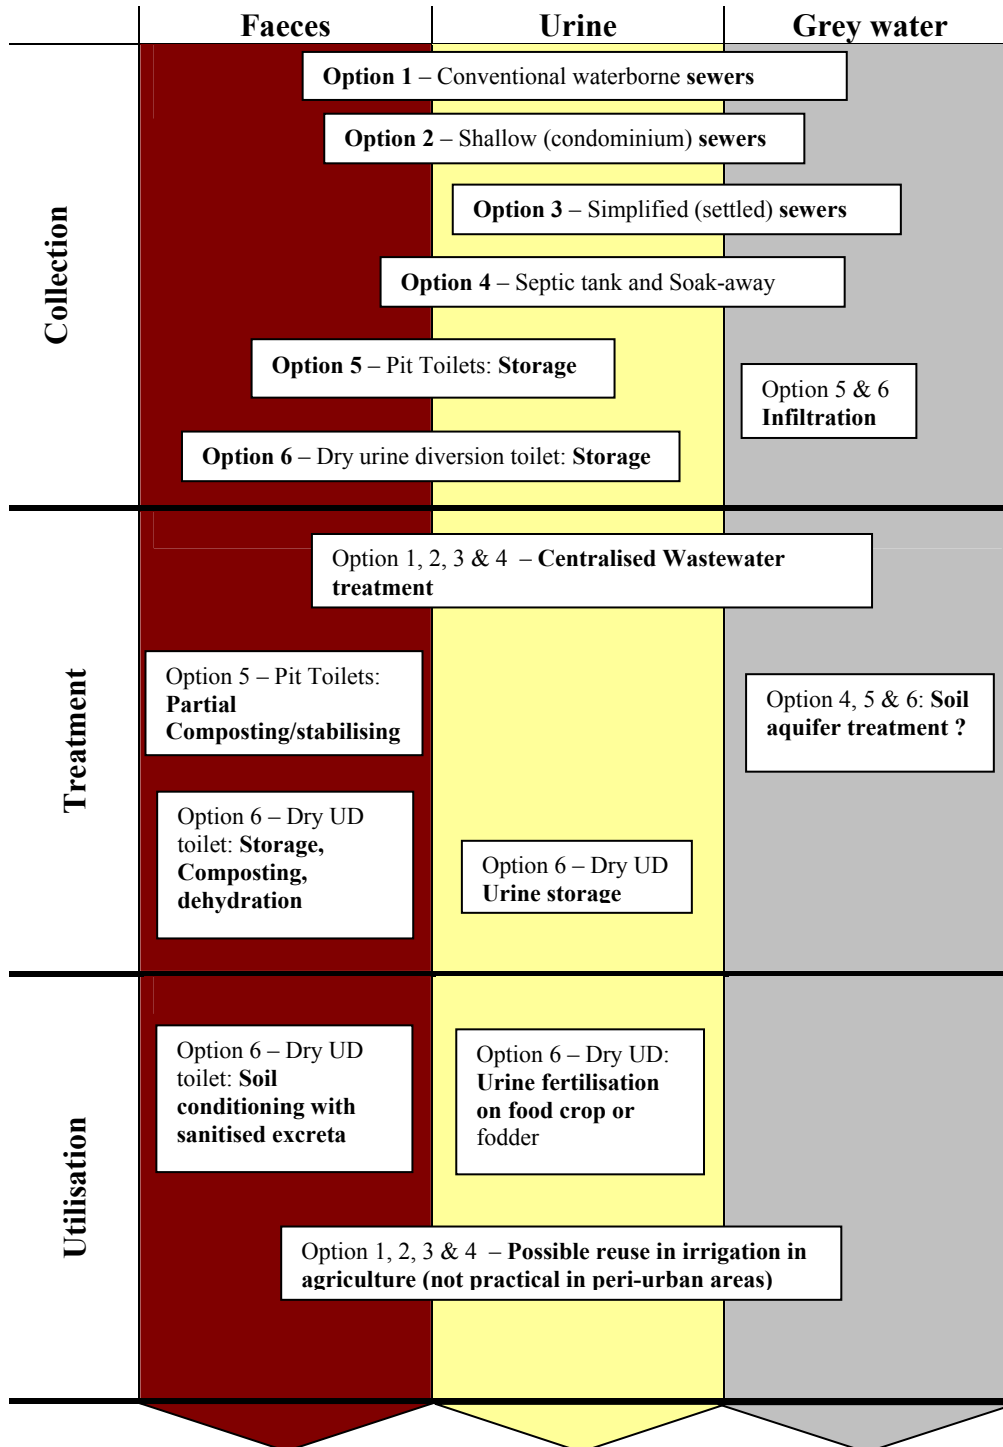 Faeces
Urine
Grey water
Collection
Option 1 – Conventional waterborne sewers
Option 2 – Shallow (condominium) sewers
Option 3 – Simplified (settled) sewers
Option 4 – Septic tank and Soak-away
Option 5 – Pit Toilets: Storage
Option 5 & 6
Infiltration
Option 6 – Dry urine diversion toilet: Storage
Treatment
Option 1, 2, 3 & 4 – Centralised Wastewater
treatment
Option 5 – Pit Toilets:
Partial
Composting/stabilising
Option 4, 5 & 6: Soil
aquifer treatment ?
Option 6 – Dry UD
toilet: Storage,
Composting,
dehydration
Option 6 – Dry UD
Urine storage
Utilisation
Option 6 – Dry UD
toilet: Soil
conditioning with
sanitised excreta
Option 6 – Dry UD:
Urine fertilisation
on food crop or
fodder
Option 1, 2, 3 & 4 – Possible reuse in irrigation in
agriculture (not practical in peri-urban areas)